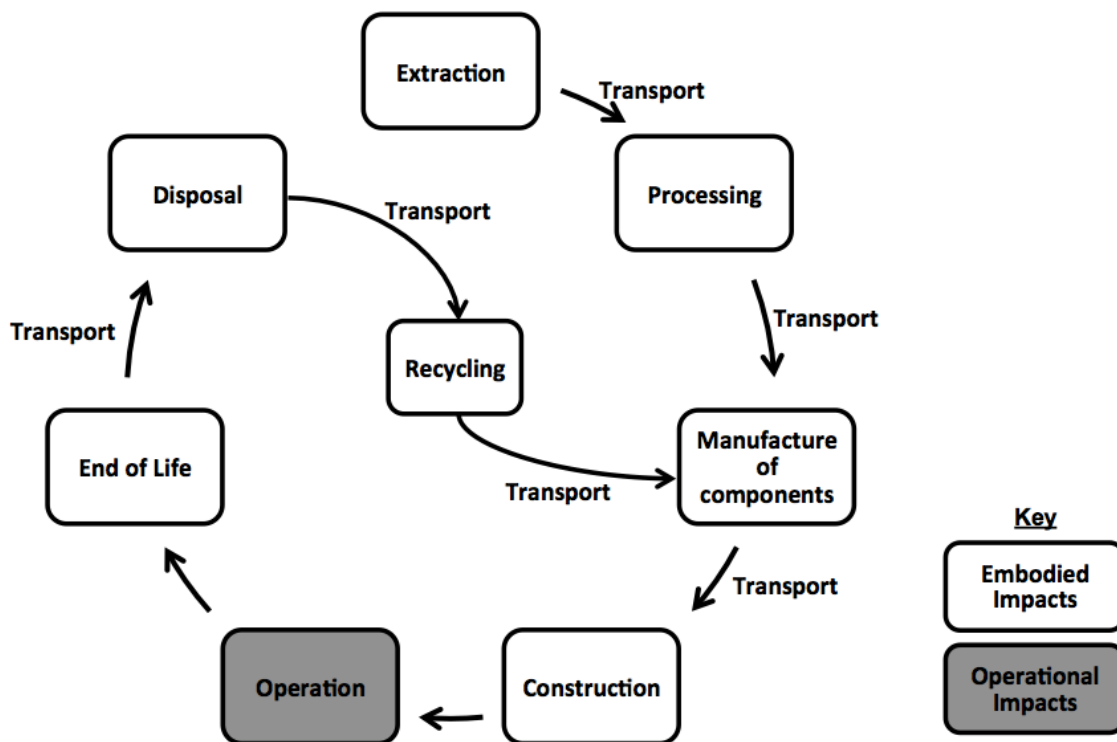 Extraction
Transport
Disposal
Processing
Transport
Transport
Transport
Recycling
End of Life
Manufacture
of
components
Transport
Key
Embodied
Impacts
Transport
Operation
Construction
Operational
Impacts